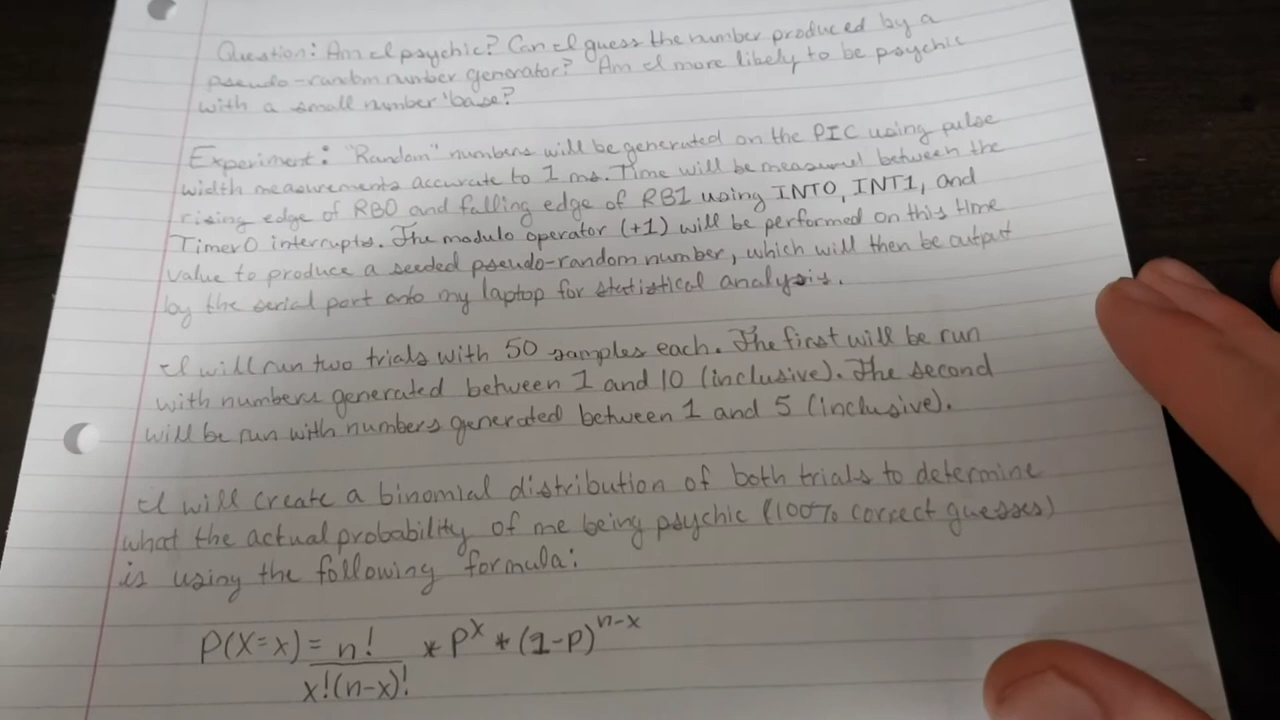 Question: Am I psychic? Can I guess the number produced by a
pseudo-random number generator? Am I more likely to be psychic
with a small number base?
Experiment: "Random" numbers will be generated on the PIC using pulse
width measurements accurate to 1 ms. Time will be measured between the
rising edge of RB0 and falling edge of RB1 using INT0, INT1, and
Timer0 interrupts. The modulo operator (+1) will be performed on this time
value to produce a seeded pseudo-random number, which will then be output
by the serial port onto my laptop for statistical analysis.
I will run two trials with 50 samples each. The first will be run
with numbers generated between 1 and 10 (inclusive). The second
will be run with numbers generated between 1 and 5 (inclusive).
I will create a binomial distribution of both trials to determine
what the actual probability of me being psychic (100% correct guesses)
is using the following formula:
P(X=x) = n! * P^x * (1-p)^n-x
x!(n-x)!